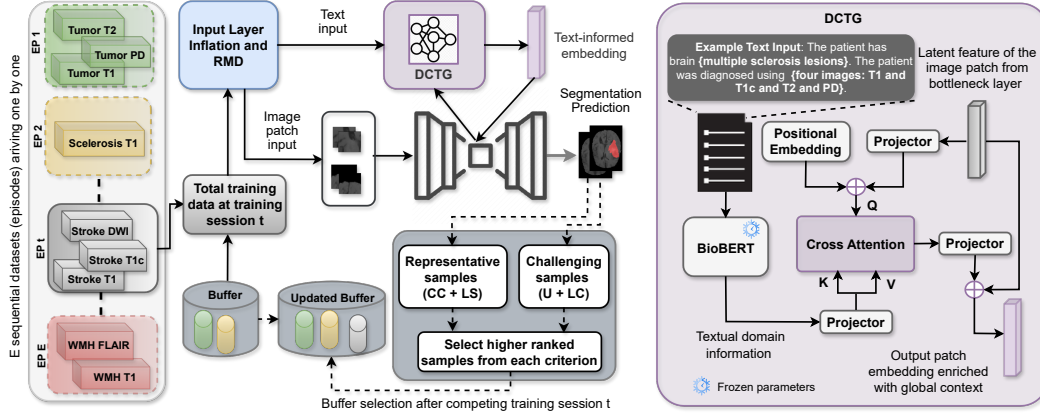 E sequential datasets (episodes) ariving one by one
EP 1
Tumor T2
Tumor PD
Tumor T1
EP 2
Scelerosis T1
EP t
Stroke DWI
Stroke T1c
Stroke T1
EP E
WMH FLAIR
WMH T1
Input Layer
Inflation and
RMD
Text
input
DCTG
Text-informed
embedding
Image
patch
input
Segmentation
Prediction
Total training
data at training
session t
Buffer
Updated Buffer
Representative
samples
(CC + LS)
Challenging
samples
(U + LC)
Select higher ranked
samples from each criterion
Buffer selection after competing training session t
DCTG
Example Text Input: The patient has
brain {multiple sclerosis lesions}. The patient
was diagnosed using {four images: T1 and
T1c and T2 and PD}.
Latent feature of the
image patch from
bottleneck layer
Positional
Embedding
Projector
Q
BioBERT
Cross Attention
Projector
K
V
Projector
Textual domain
information
Output patch
embedding enriched
with global context
Frozen parameters